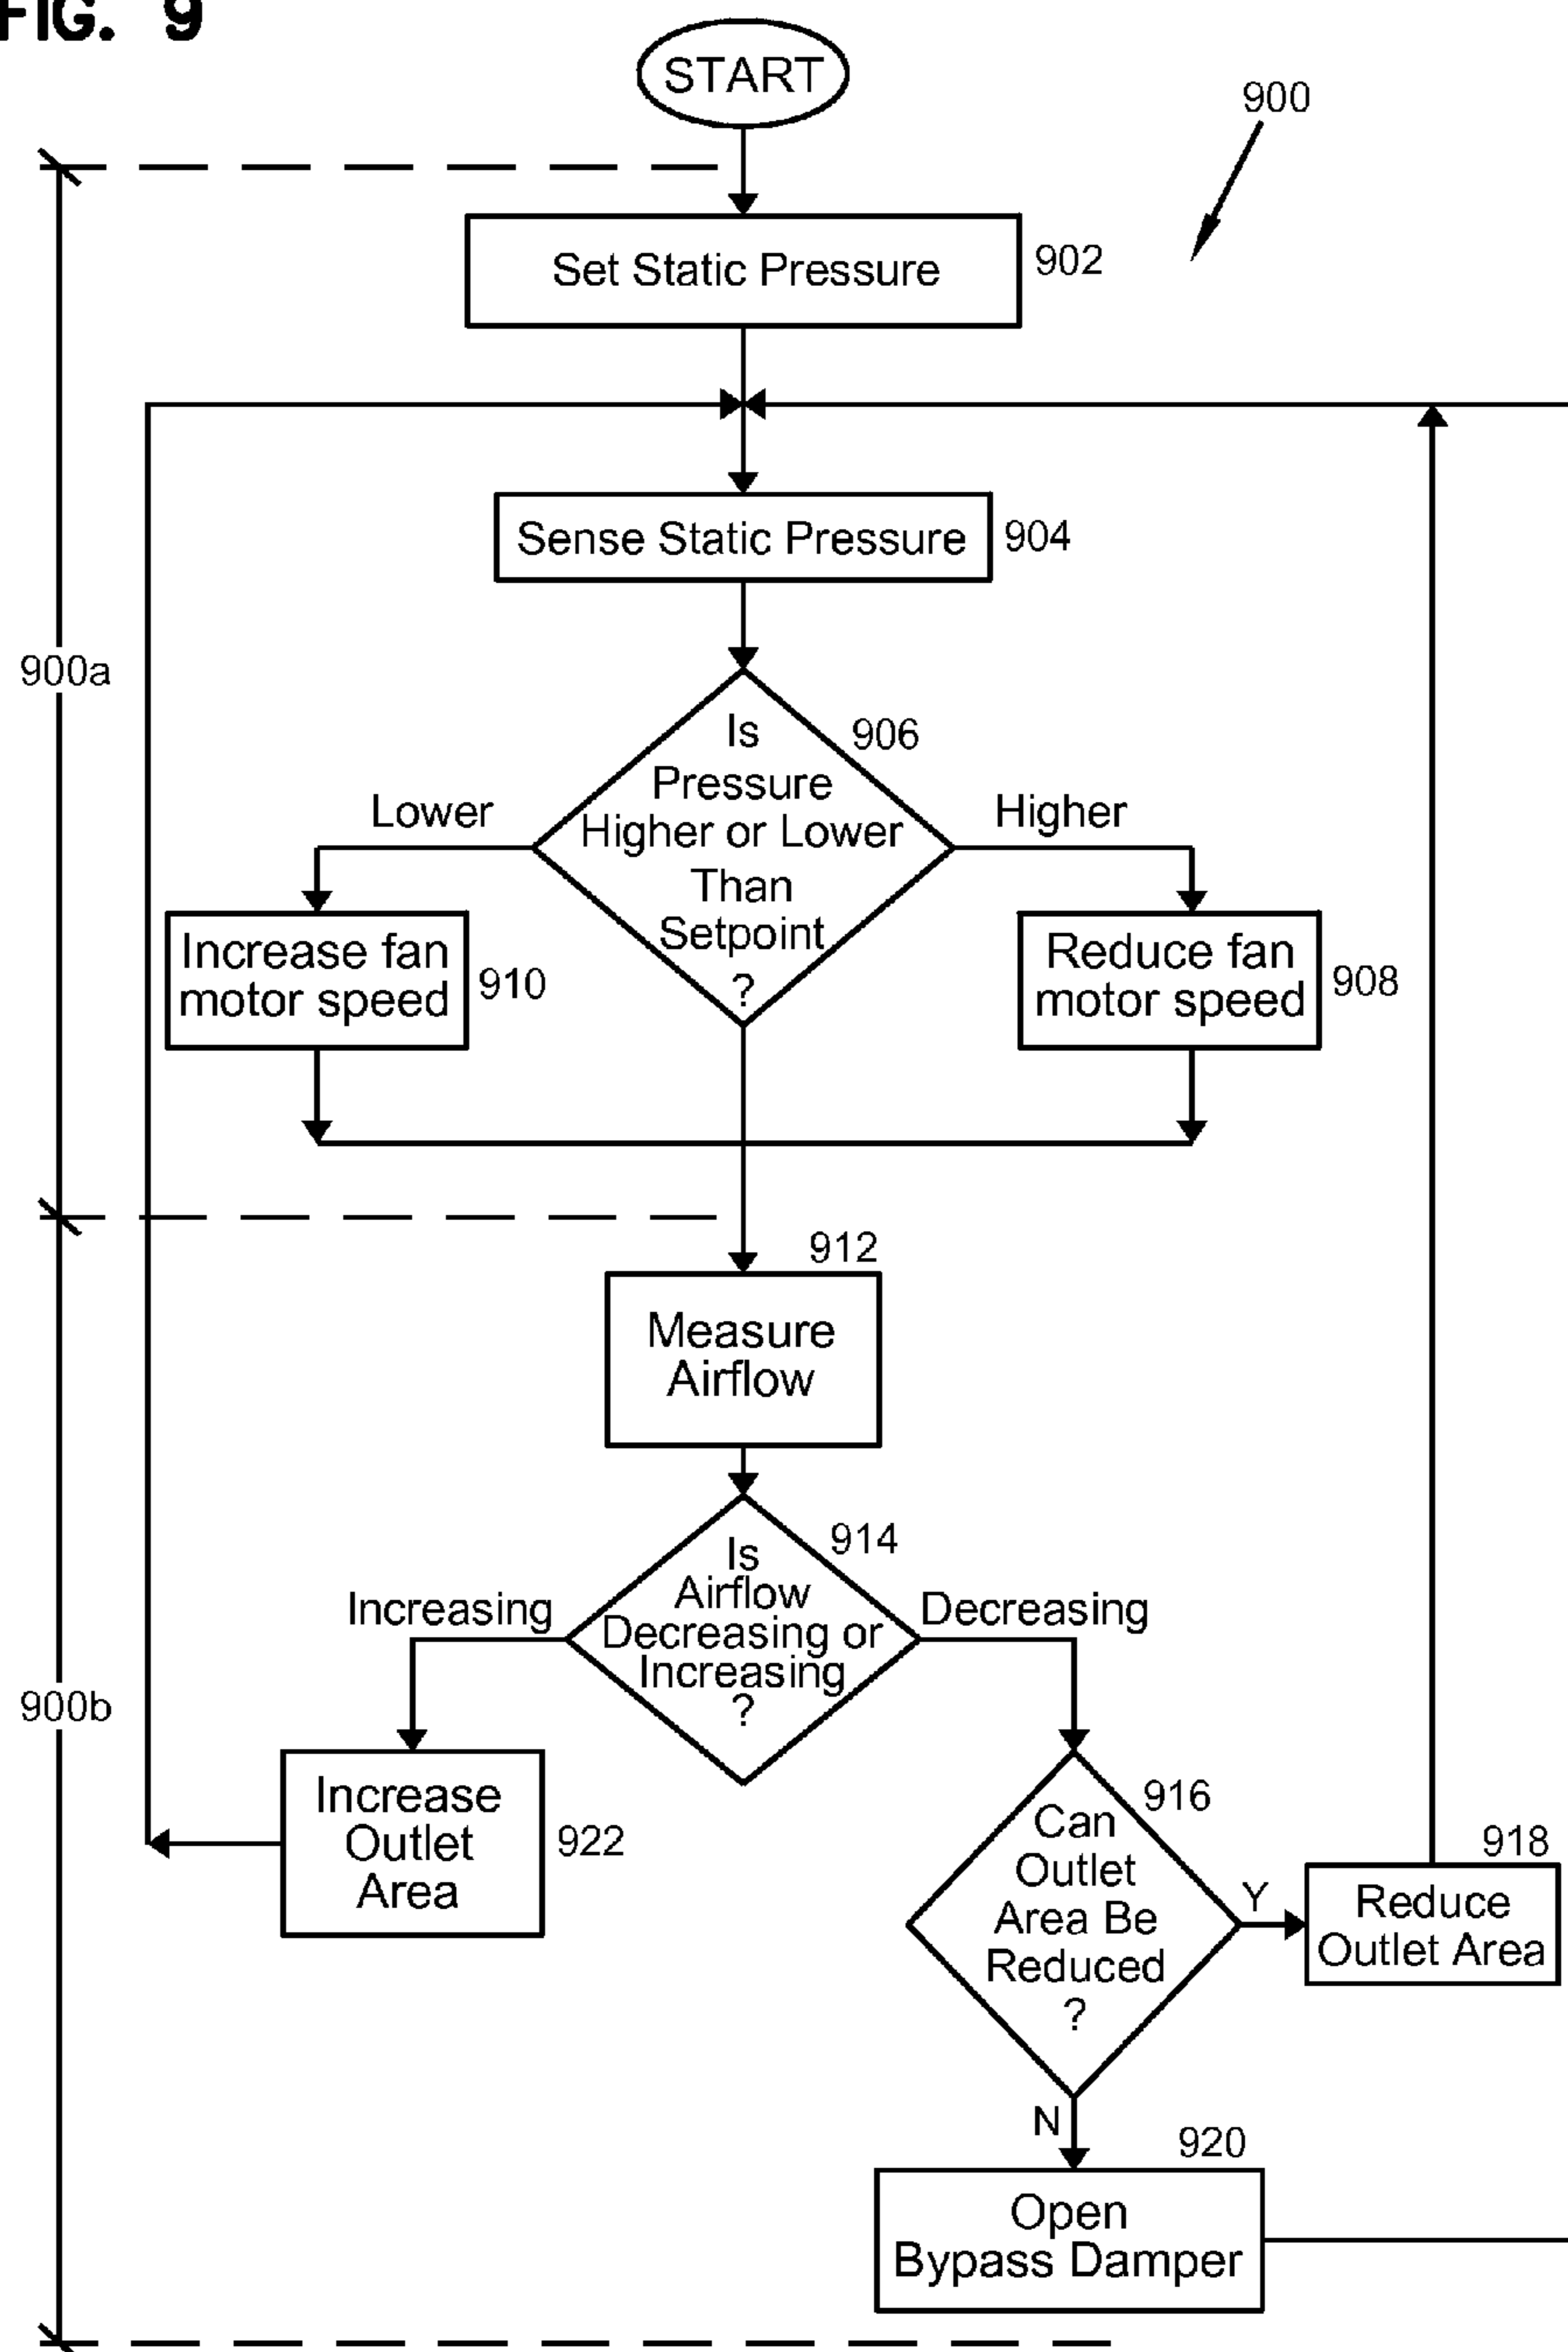 FIG. 9
START
900
Set Static Pressure
902
Sense Static Pressure
904
900a
Is
Pressure
Higher or Lower
Than
Setpoint
?
906
Lower
Higher
Increase fan
motor speed
910
Reduce fan
motor speed
908
912
Measure
Airflow
914
Is
Airflow
Decreasing or
Increasing
?
Increasing
Decreasing
900b
Increase
Outlet
Area
922
916
Can
Outlet
Area Be
Reduced
?
Y
918
Reduce
Outlet Area
N
920
Open
Bypass Damper